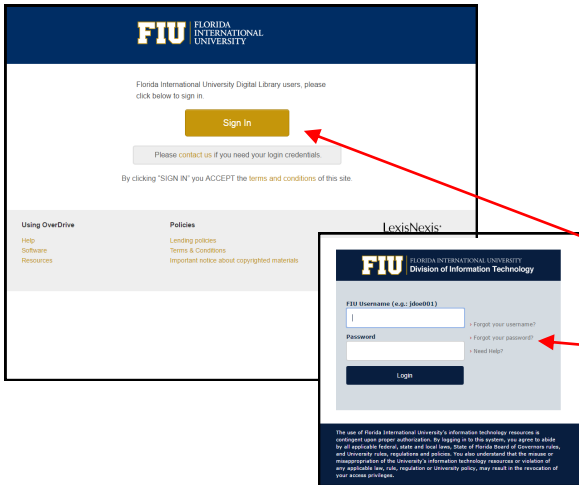 FIU FLORIDA
INTERNATIONAL
UNIVERSITY
Florida International University Digital Library users, please
click below to sign in.
Sign In
Please contact us if you need your login credentials.
By clicking "SIGN IN" you ACCEPT the terms and conditions of this site.
Using OverDrive
Help
Software
Resources
Policies
Lending policies
Terms & Conditions
Important notice about copyrighted materials
LexisNexis
FIU FLORIDA INTERNATIONAL UNIVERSITY
Division of Information Technology
FIU Username (e.g.: jdoe001)
› Forgot your username?
Password
› Forgot your password?
› Need Help?
Login
The use of Florida International University's information technology resources is
contingent upon proper authorization. By logging in to this system, you agree to abide
by all applicable federal, state and local laws, State of Florida Board of Governors rules,
and University rules, regulations and policies. You also understand that the misuse or
misappropriation of the University's information technology resources or violation of
any applicable law, rule, regulation or University policy, may result in the revocation of
your access privileges.